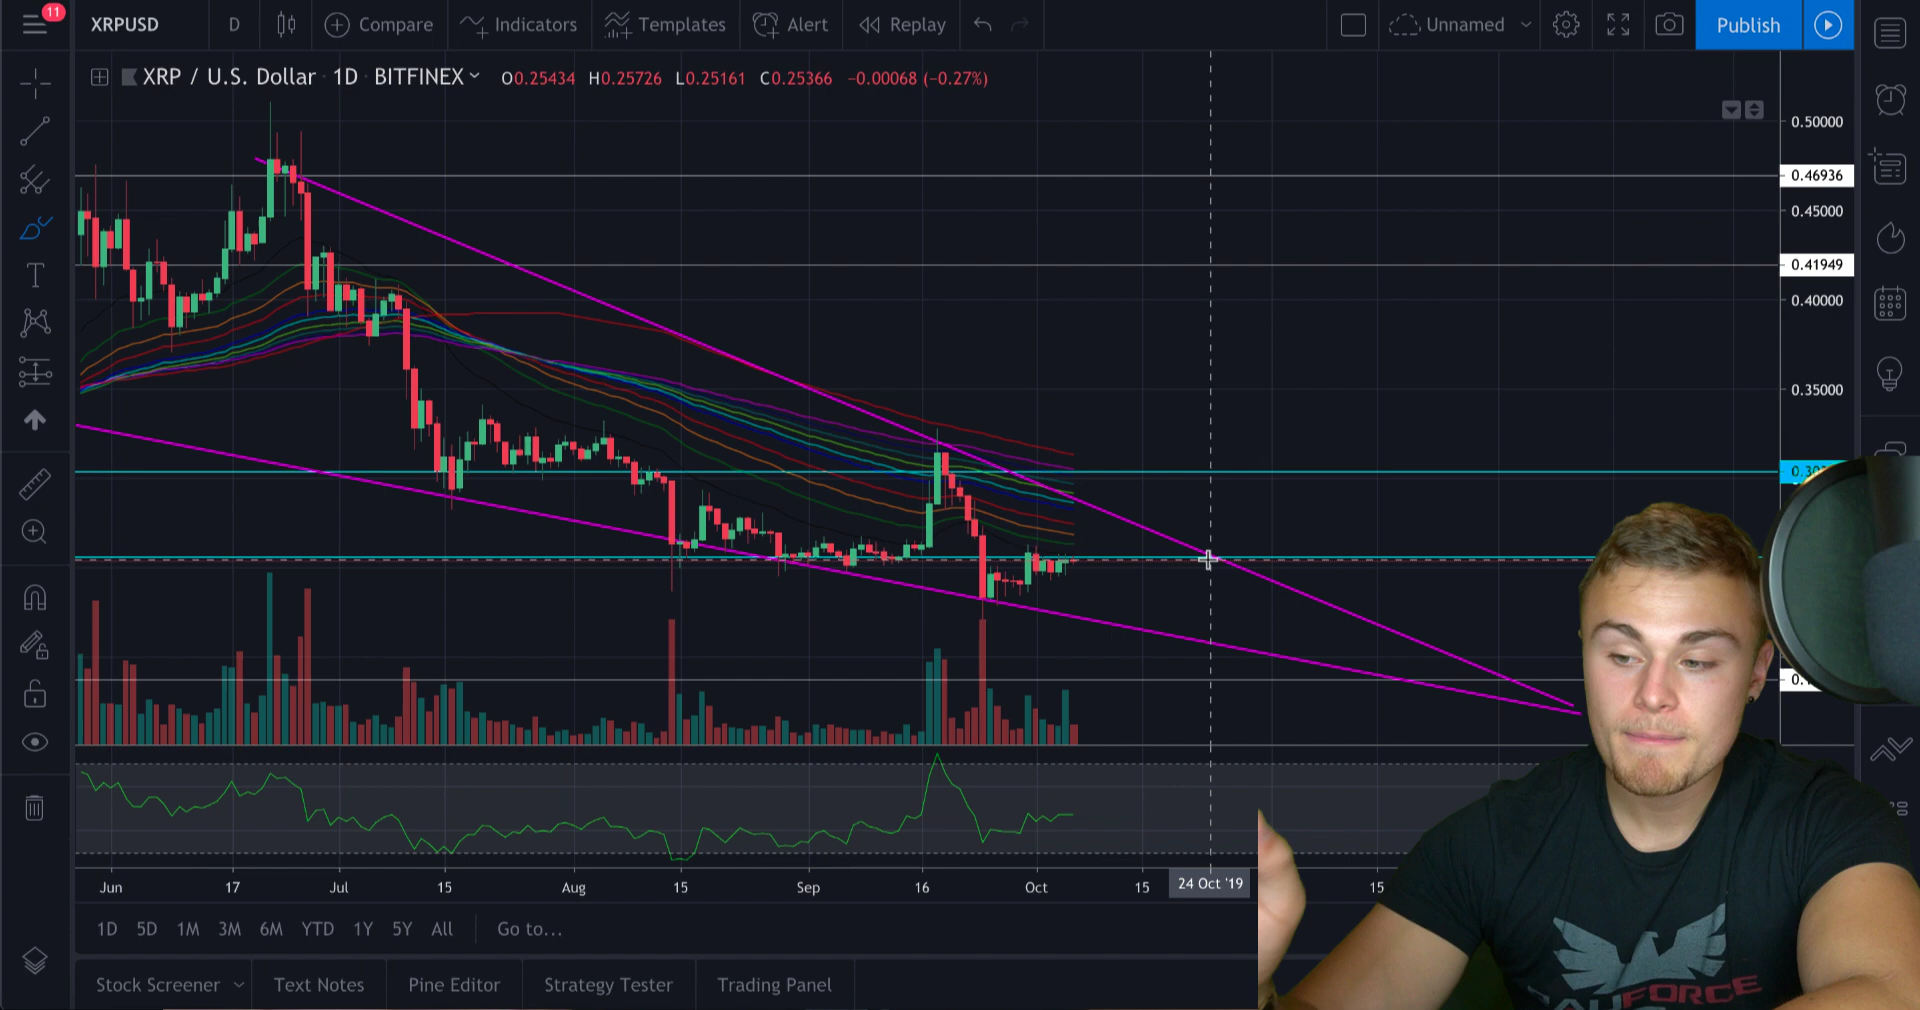 11
XRPUSD D Compare Indicators Templates Alert Replay Unnamed Publish
XRP / U.S. Dollar · 1D · BITFINEX O0.25434 H0.25726 L0.25161 C0.25366 −0.00068 (−0.27%)
0.50000
0.46936
0.45000
0.41949
0.40000
0.35000
Jun 17 Jul 15 Aug 15 Sep 16 Oct 15 24 Oct '19 15
1D 5D 1M 3M 6M YTD 1Y 5Y All Go to...
Stock Screener Text Notes Pine Editor Strategy Tester Trading Panel